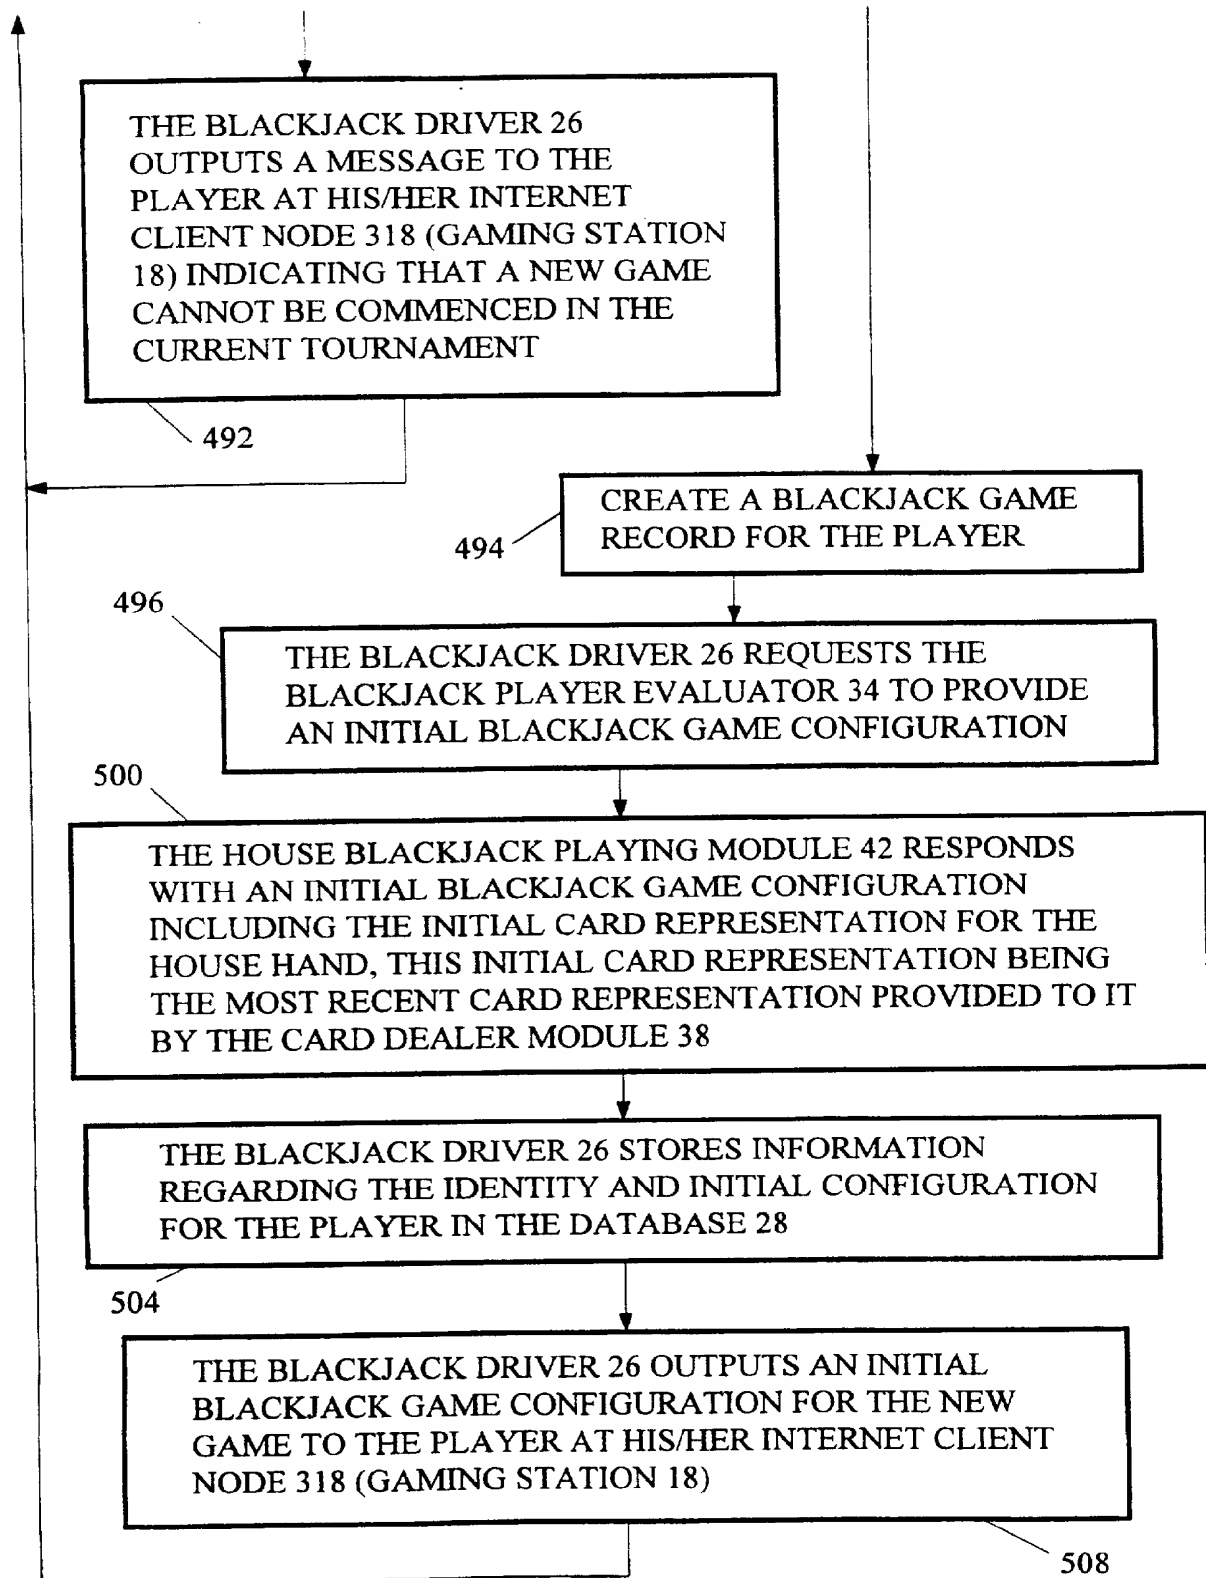 THE BLACKJACK DRIVER 26
OUTPUTS A MESSAGE TO THE
PLAYER AT HIS/HER INTERNET
CLIENT NODE 318 (GAMING STATION
18) INDICATING THAT A NEW GAME
CANNOT BE COMMENCED IN THE
CURRENT TOURNAMENT
492
CREATE A BLACKJACK GAME
RECORD FOR THE PLAYER
494
496
THE BLACKJACK DRIVER 26 REQUESTS THE
BLACKJACK PLAYER EVALUATOR 34 TO PROVIDE
AN INITIAL BLACKJACK GAME CONFIGURATION
500
THE HOUSE BLACKJACK PLAYING MODULE 42 RESPONDS
WITH AN INITIAL BLACKJACK GAME CONFIGURATION
INCLUDING THE INITIAL CARD REPRESENTATION FOR THE
HOUSE HAND, THIS INITIAL CARD REPRESENTATION BEING
THE MOST RECENT CARD REPRESENTATION PROVIDED TO IT
BY THE CARD DEALER MODULE 38
THE BLACKJACK DRIVER 26 STORES INFORMATION
REGARDING THE IDENTITY AND INITIAL CONFIGURATION
FOR THE PLAYER IN THE DATABASE 28
504
THE BLACKJACK DRIVER 26 OUTPUTS AN INITIAL
BLACKJACK GAME CONFIGURATION FOR THE NEW
GAME TO THE PLAYER AT HIS/HER INTERNET CLIENT
NODE 318 (GAMING STATION 18)
508